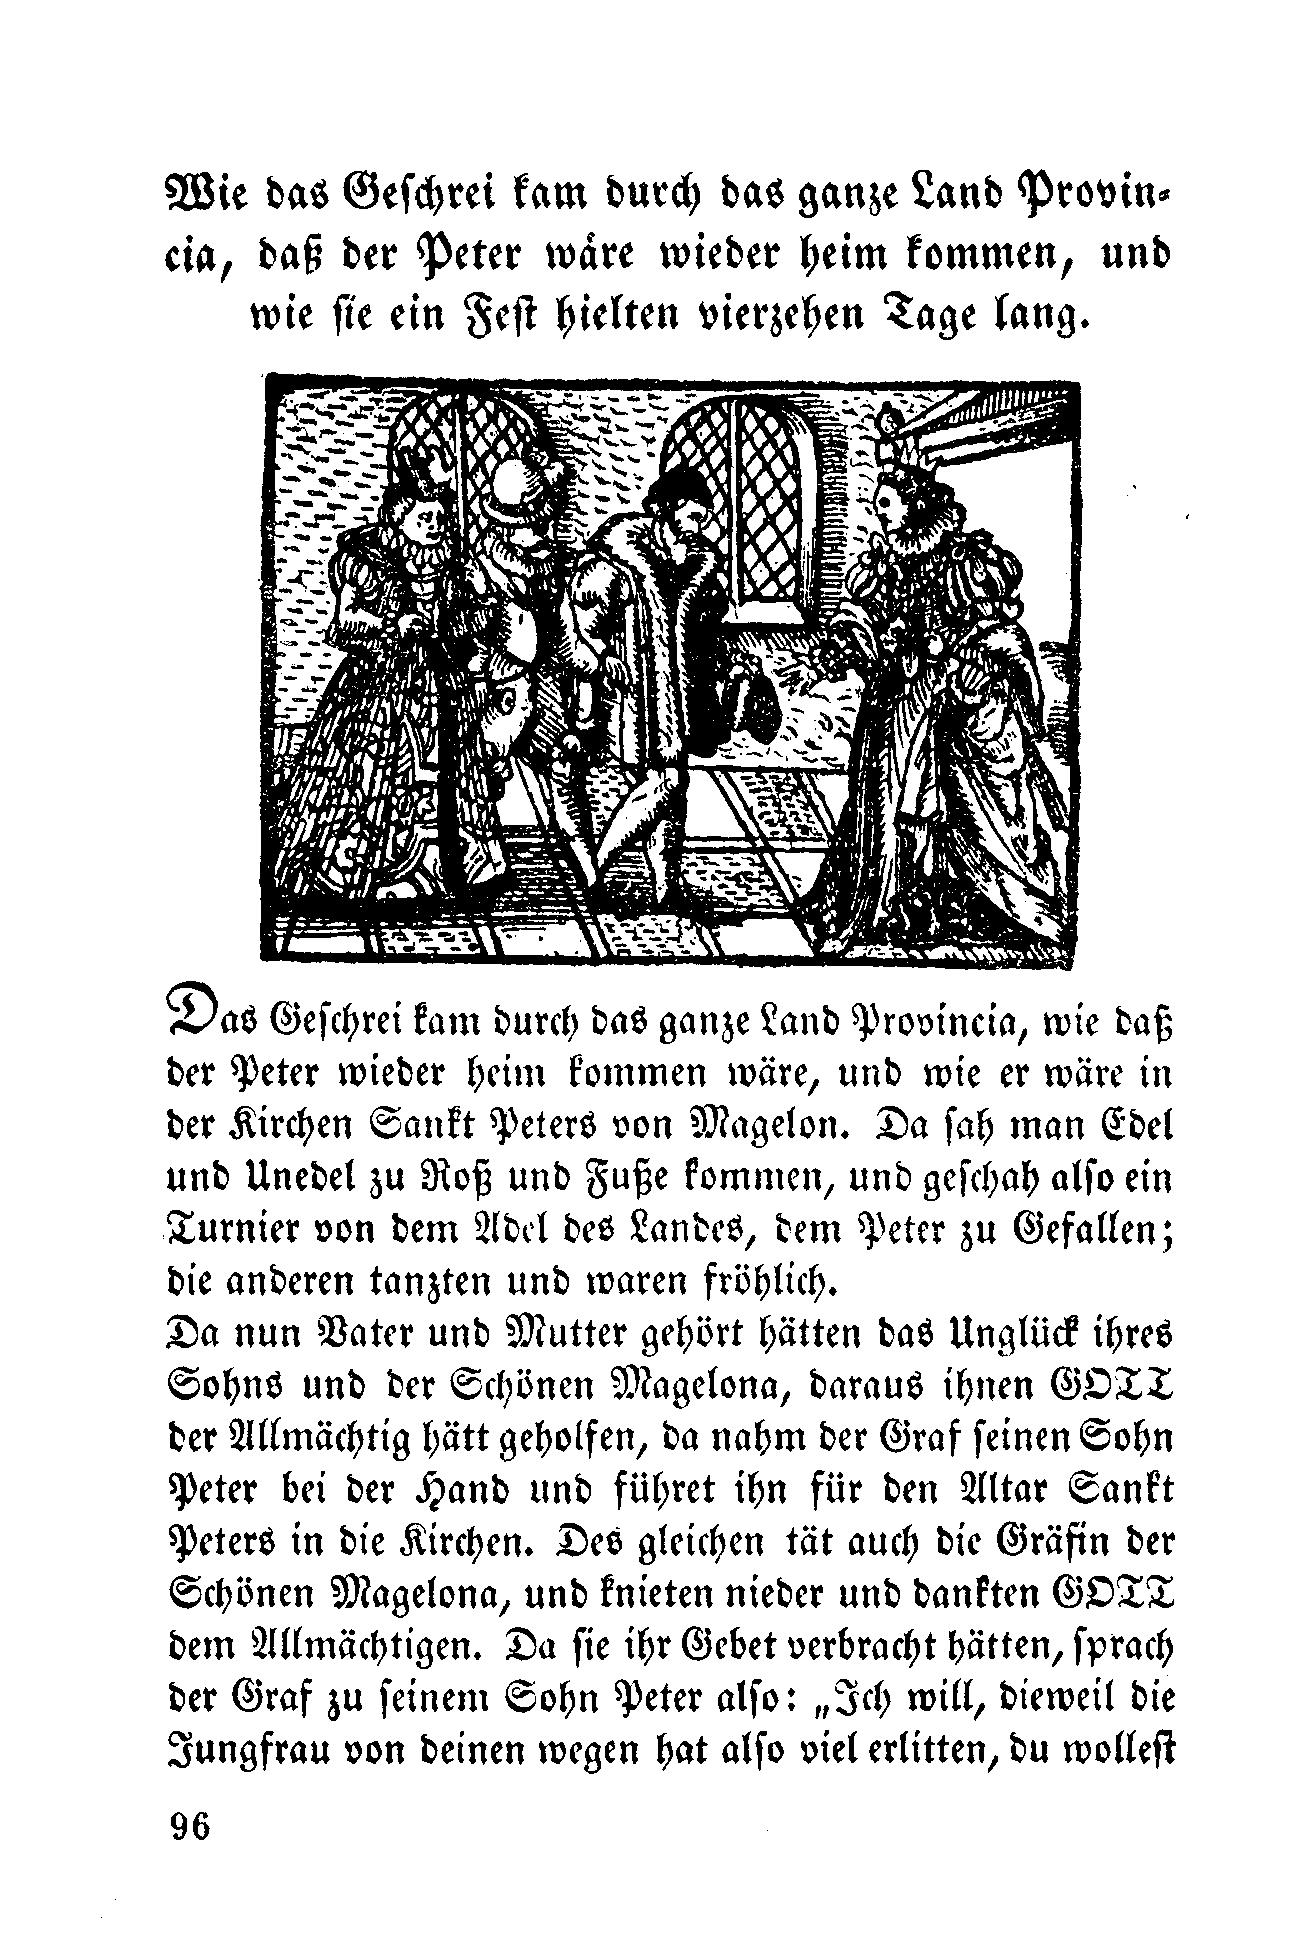 Wie das Geschrei kam durch das ganze Land Provin-
cia, daß der Peter wäre wieder heim kommen, und
wie sie ein Fest hielten vierzehen Tage lang.
Das Geschrei kam durch das ganze Land Provincia, wie daß
der Peter wieder heim kommen wäre, und wie er wäre in
der Kirchen Sankt Peters von Magelon. Da sah man Edel
und Unedel zu Roß und Fuße kommen, und geschah also ein
Turnier von dem Adel des Landes, dem Peter zu Gefallen;
die anderen tanzten und waren fröhlich.
Da nun Vater und Mutter gehört hätten das Unglück ihres
Sohns und der Schönen Magelona, daraus ihnen GOTT
der Allmächtig hätt geholfen, da nahm der Graf seinen Sohn
Peter bei der Hand und führet ihn für den Altar Sankt
Peters in die Kirchen. Des gleichen tät auch die Gräfin der
Schönen Magelona, und knieten nieder und dankten GOTT
dem Allmächtigen. Da sie ihr Gebet verbracht hätten, sprach
der Graf zu seinem Sohn Peter also: „Ich will, dieweil die
Jungfrau von deinen wegen hat also viel erlitten, du wollest
96